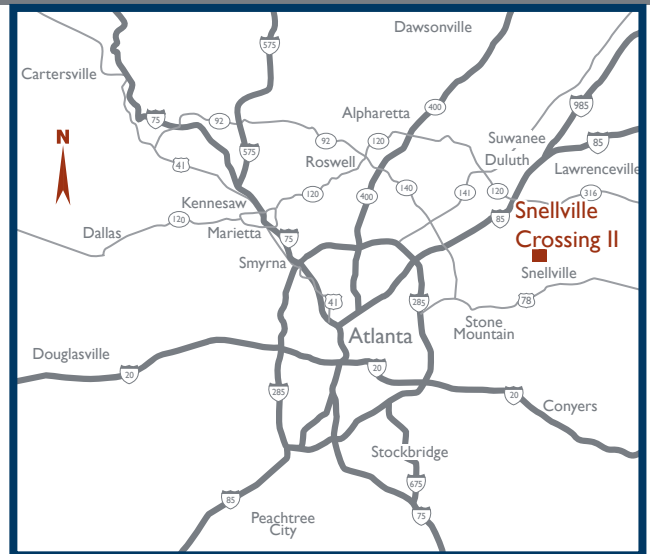 Dawsonville
575
Cartersville
400
985
Alpharetta
75
92
Suwanee
N
92
120
85
575
Duluth
Roswell
41
Lawrenceville
120
140
141
120
316
400
Kennesaw
Snellville
Crossing II
120
85
Dallas
Marietta
75
Smyrna
Snellville
41
285
78
Stone
Mountain
Atlanta
Douglasville
20
20
285
20
Conyers
Stockbridge
675
85
75
Peachtree
City